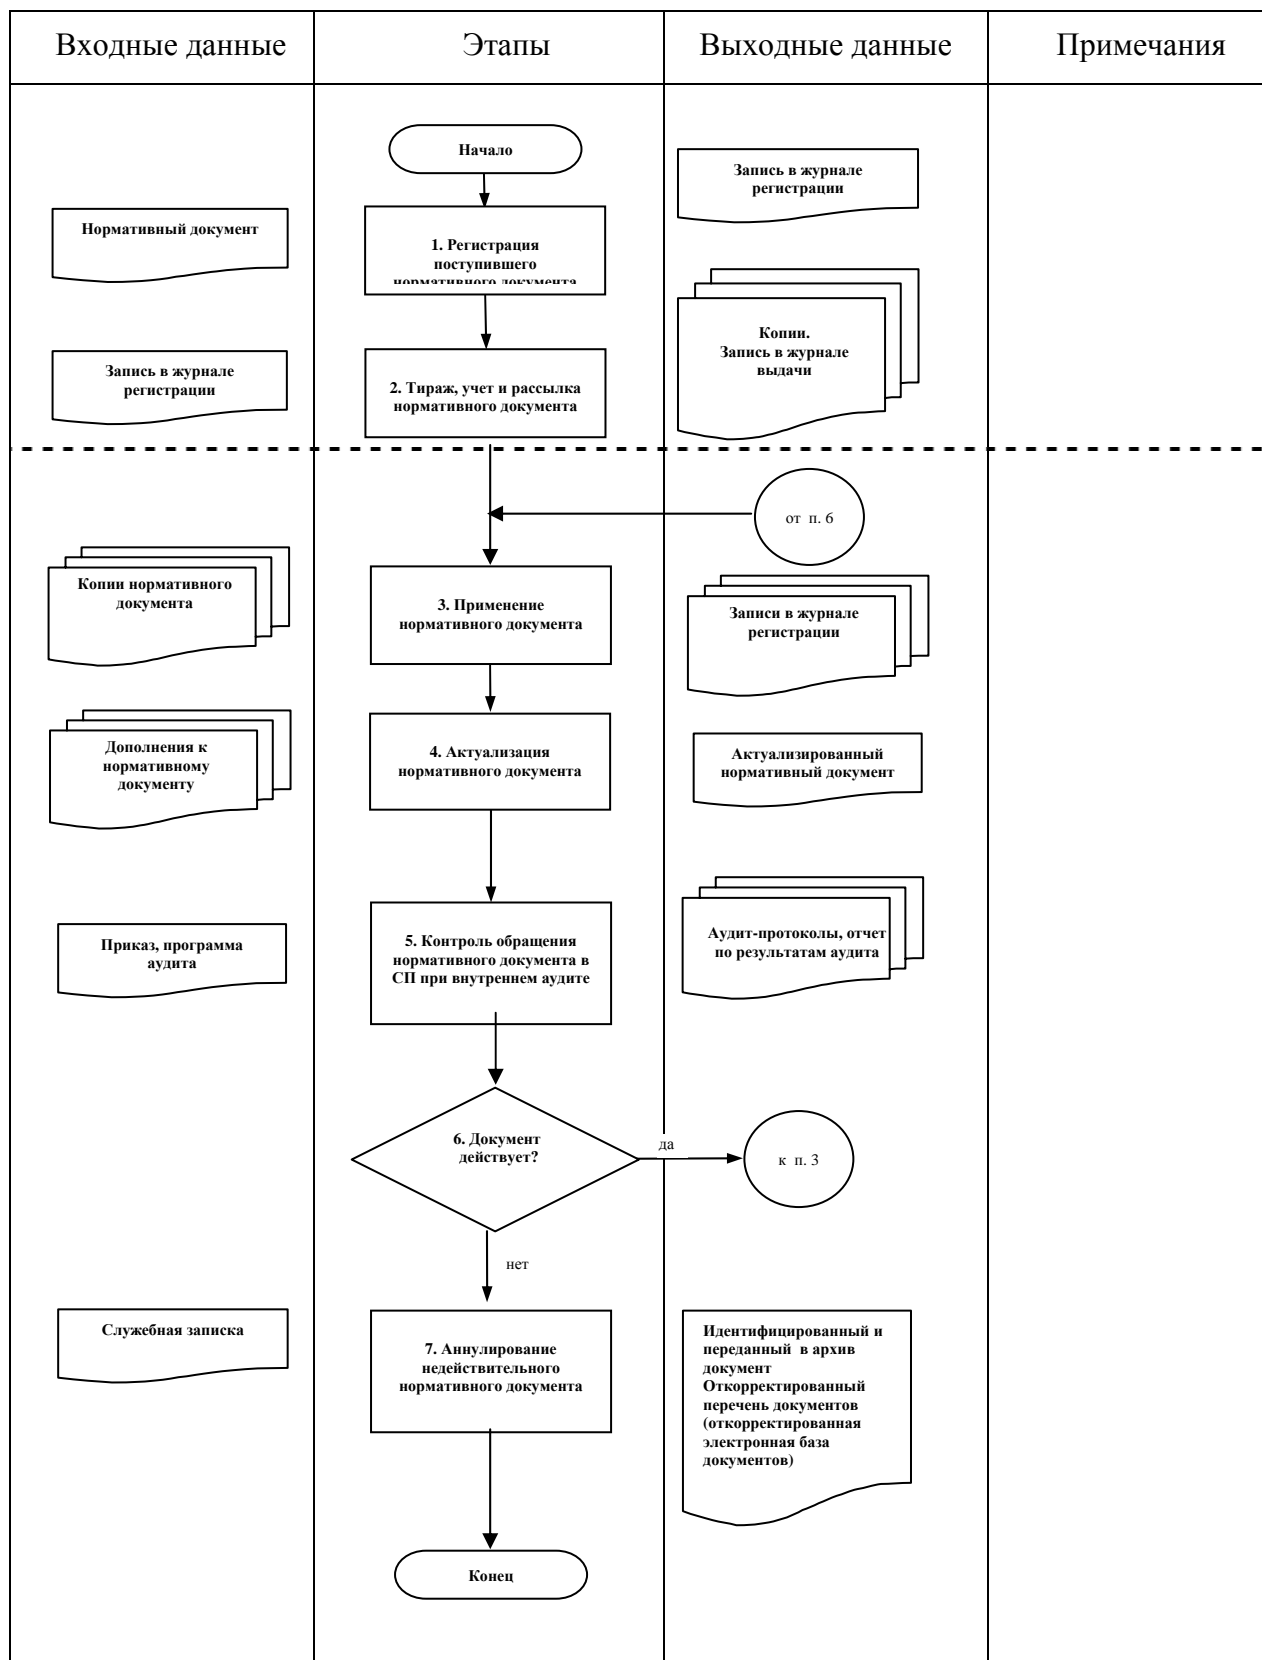 Входные данные
Этапы
Выходные данные
Примечания
Начало
Запись в журнале
регистрации
Нормативный документ
1. Регистрация
поступившего
нормативного документа
Копии.
Запись в журнале
выдачи
Запись в журнале
регистрации
2. Тираж, учет и рассылка
нормативного документа
от п. 6
Копии нормативного
документа
3. Применение
нормативного документа
Записи в журнале
регистрации
Дополнения к
нормативному
документу
4. Актуализация
нормативного документа
Актуализированный
нормативный документ
Приказ, программа
аудита
5. Контроль обращения
нормативного документа в
СП при внутреннем аудите
Аудит-протоколы, отчет
по результатам аудита
6. Документ
действует?
да
к п. 3
нет
Служебная записка
7. Аннулирование
недействительного
нормативного документа
Идентифицированный и
переданный в архив
документ
Откорректированный
перечень документов
(откорректированная
электронная база
документов)
Конец